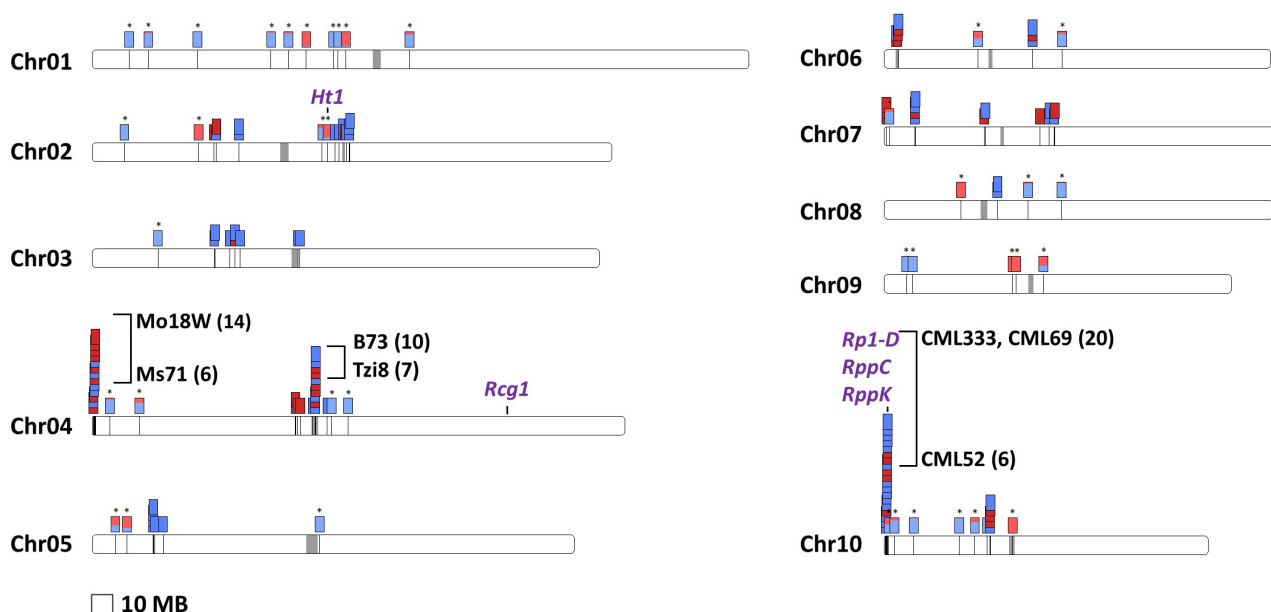 Chr01
* * * * * * ** * *
Ht1
Chr02
* * **
Chr03
*
Mo18W (14)
Ms71 (6)
B73 (10)
Tzi8 (7)
Rcg1
Chr04
* * * *
Chr05
* * *
10 MB
Chr06
* *
Chr07
*
Chr08
* * *
Chr09
** ** *
Rp1-D
RppC
RppK
CML333, CML69 (20)
CML52 (6)
Chr10
** * * * *